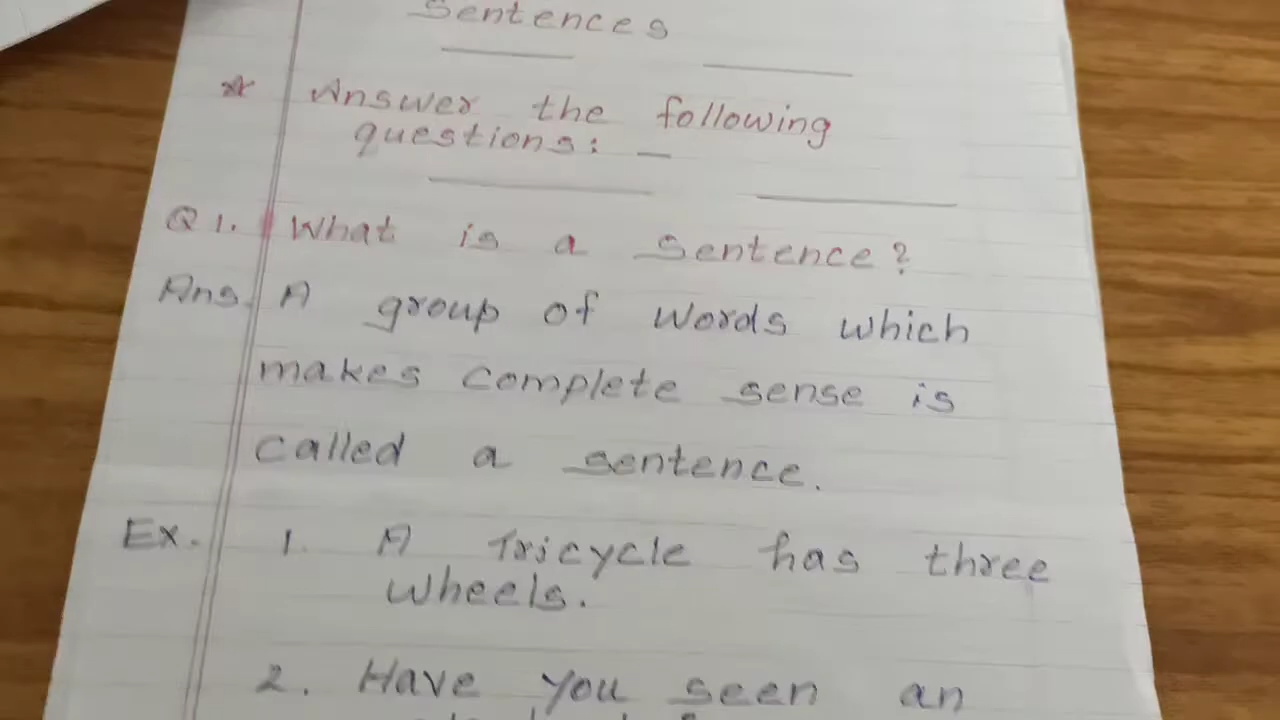 Sentences
* Answer the following
questions: —
Q 1. What is a Sentence?
Ans. A group of words which
makes complete sense is
called a sentence.
Ex. 1. A Tricycle has three
wheels.
2. Have you seen an